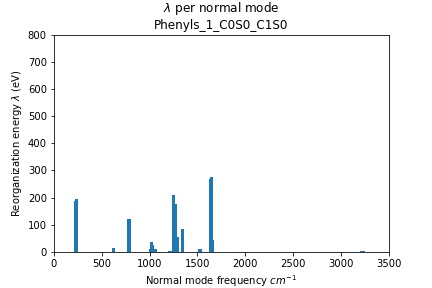 λ per normal mode
Phenyls_1_C0S0_C1S0
Reorganization energy λ (eV)
800
700
600
500
400
300
200
100
0
0 500 1000 1500 2000 2500 3000 3500
Normal mode frequency cm⁻¹